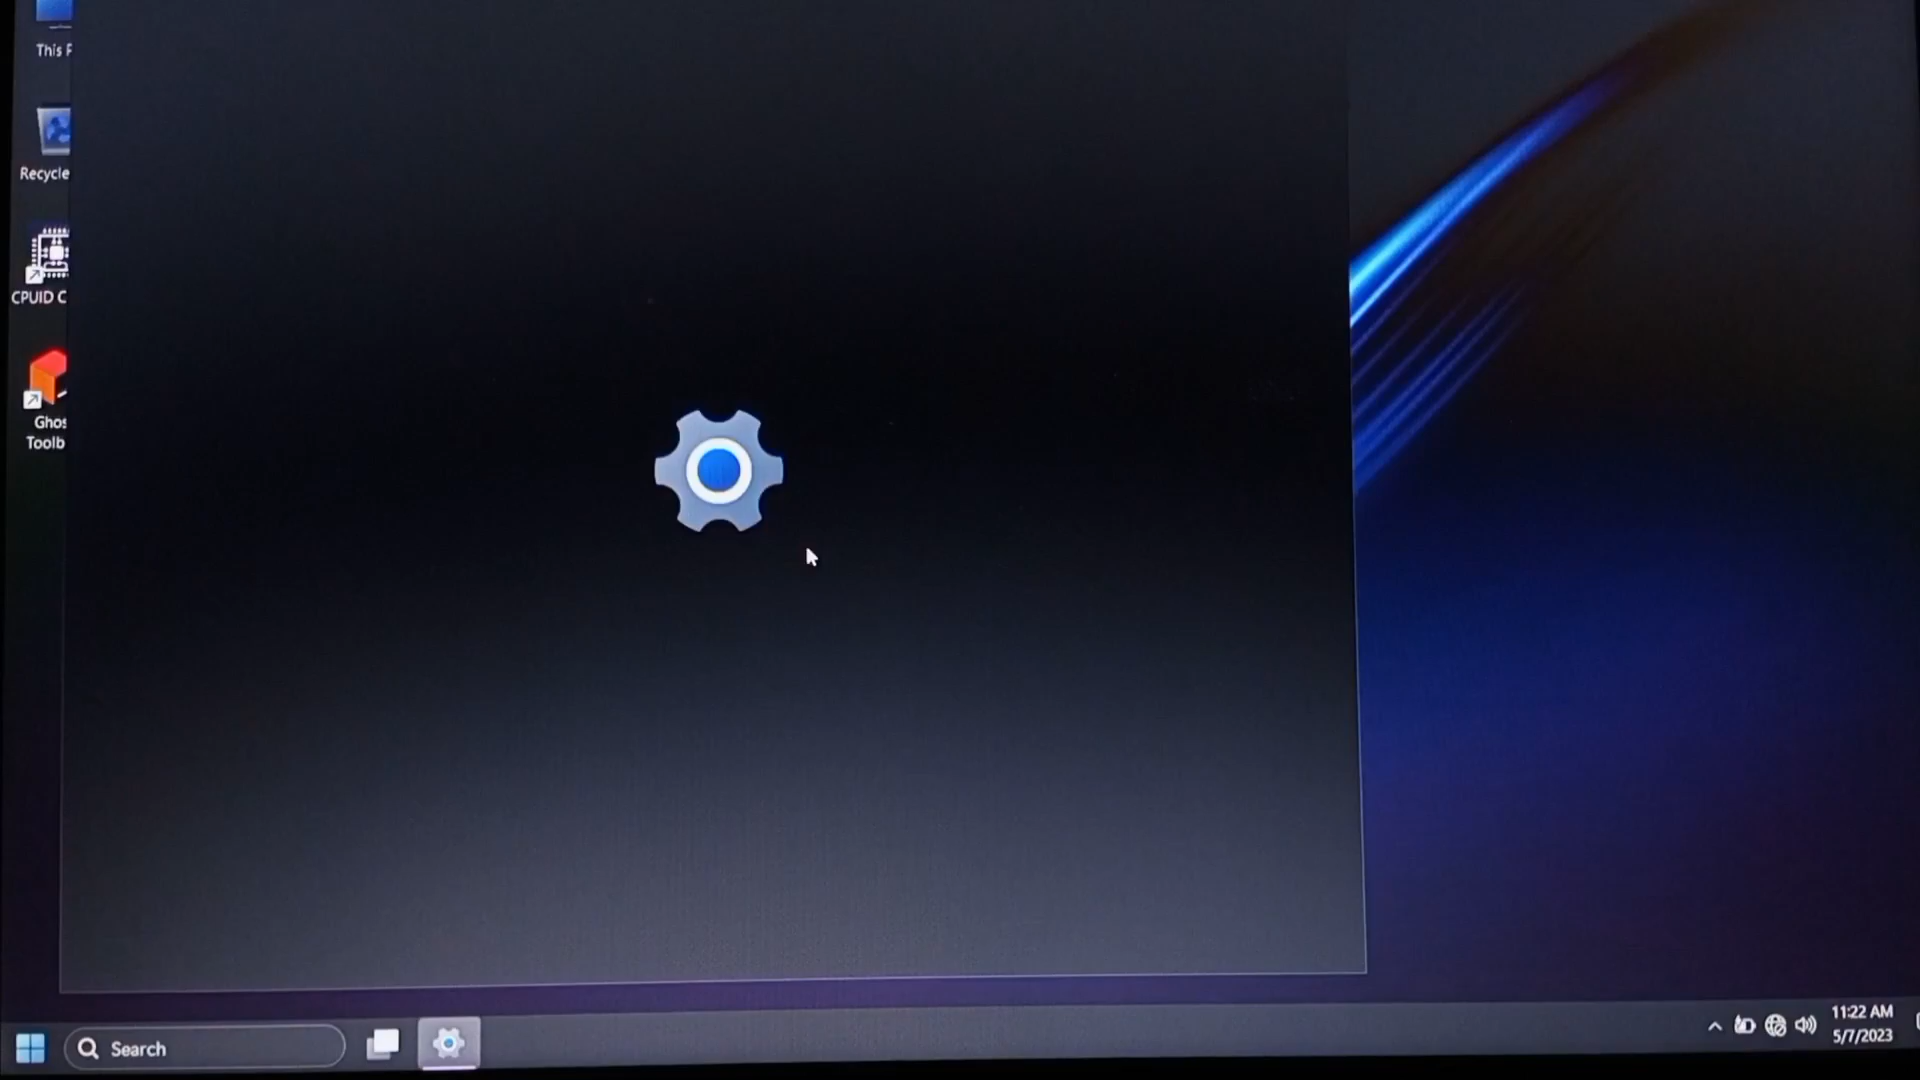 This P
Recycle
CPUID C
Ghos
Toolb
Search
11:22 AM
5/7/2023